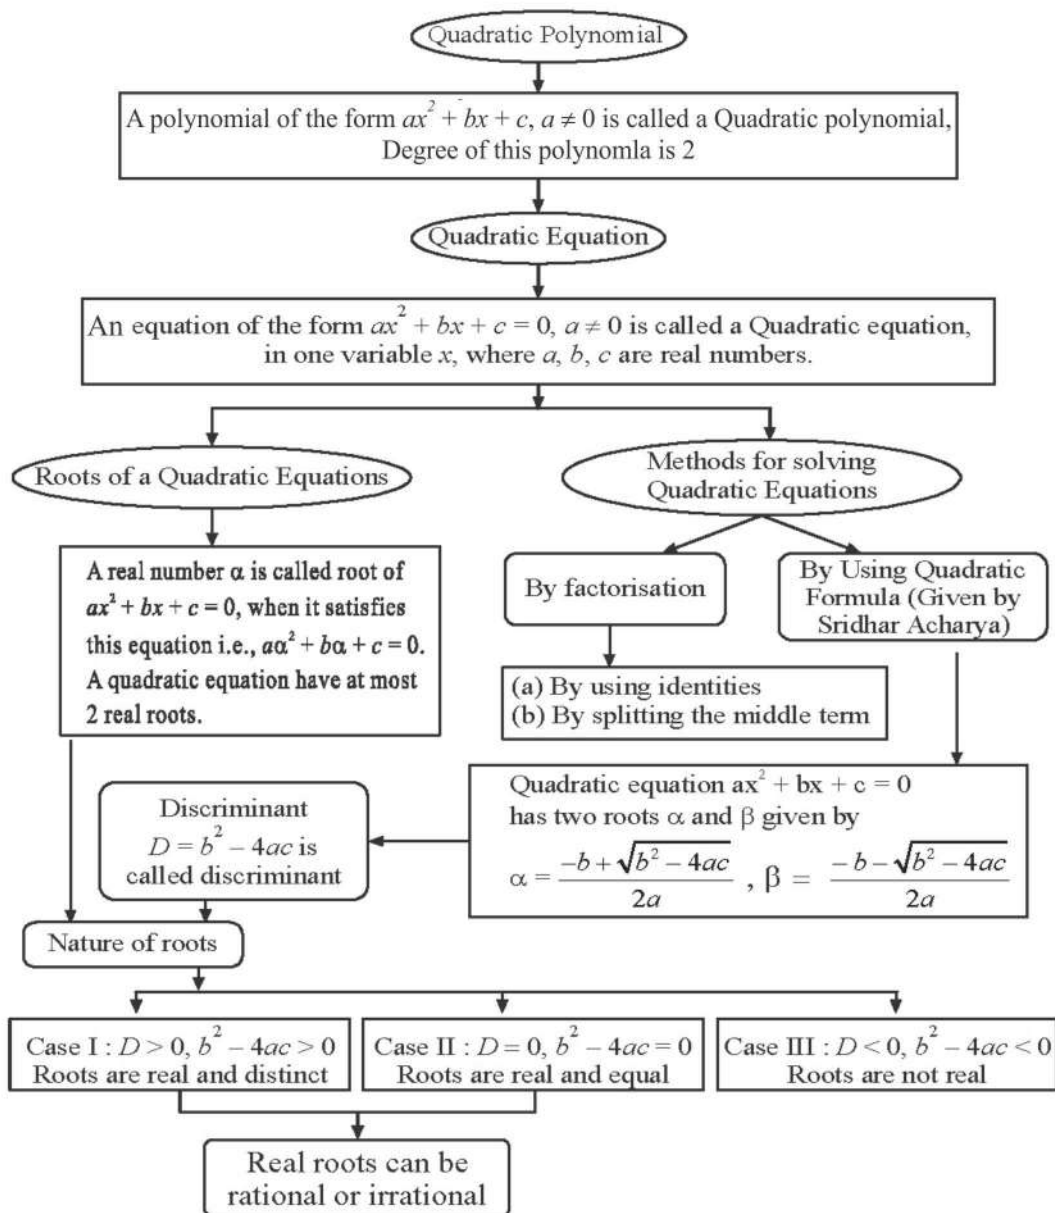 Quadratic Polynomial
A polynomial of the form ax² + bx + c, a ≠ 0 is called a Quadratic polynomial,
Degree of this polynomla is 2
Quadratic Equation
An equation of the form ax² + bx + c = 0, a ≠ 0 is called a Quadratic equation,
in one variable x, where a, b, c are real numbers.
Roots of a Quadratic Equations
A real number α is called root of
ax² + bx + c = 0, when it satisfies
this equation i.e., aα² + bα + c = 0.
A quadratic equation have at most
2 real roots.
Methods for solving
Quadratic Equations
By factorisation
By Using Quadratic
Formula (Given by
Sridhar Acharya)
(a) By using identities
(b) By splitting the middle term
Quadratic equation ax² + bx + c = 0
has two roots α and β given by
α = (−b + √(b² − 4ac))/2a , β = (−b − √(b² − 4ac))/2a
Discriminant
D = b² − 4ac is
called discriminant
Nature of roots
Case I : D > 0, b² − 4ac > 0
Roots are real and distinct
Case II : D = 0, b² − 4ac = 0
Roots are real and equal
Case III : D < 0, b² − 4ac < 0
Roots are not real
Real roots can be
rational or irrational